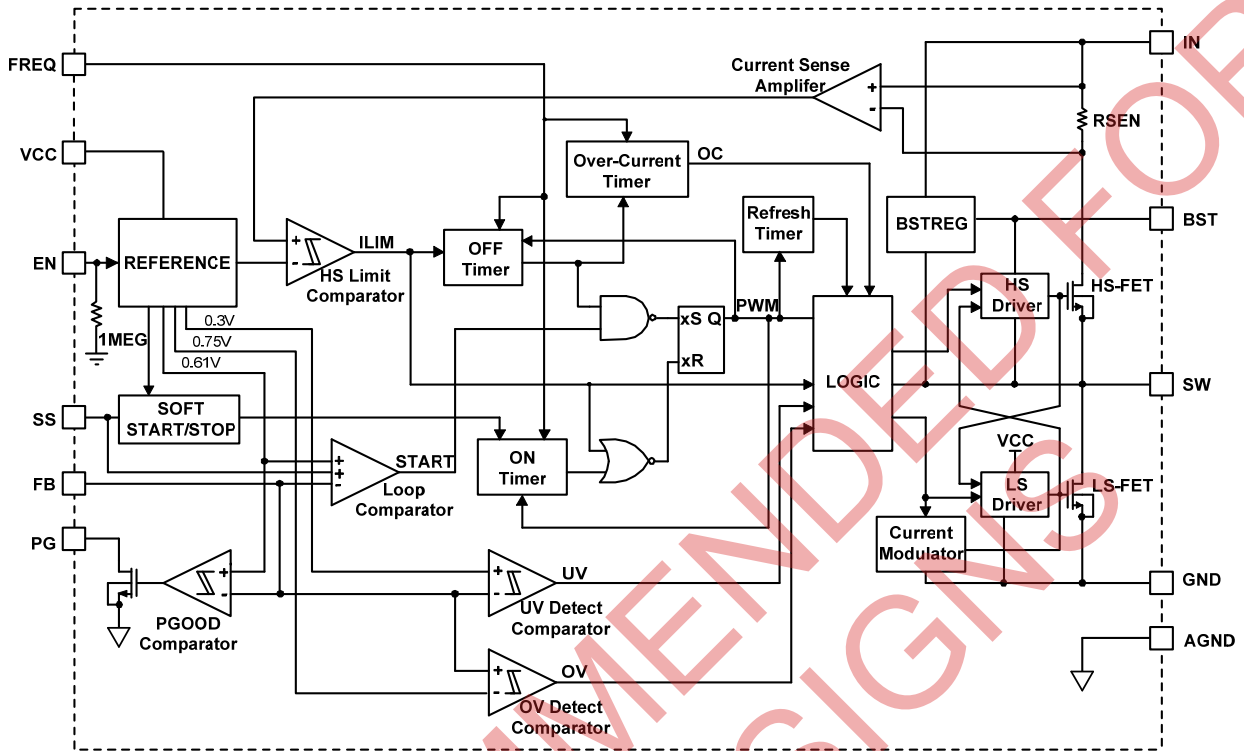 FREQ
IN
Current Sense
Amplifer
+
-
RSEN
VCC
Over-Current
Timer
OC
BST
Refresh
Timer
BSTREG
EN
REFERENCE
+
-
ILIM
HS Limit
Comparator
OFF
Timer
HS
Driver
HS-FET
1MEG
0.3V
0.75V
0.61V
xS Q
xR
PWM
LOGIC
SW
SS
SOFT
START/STOP
VCC
FB
+
+
-
START
Loop
Comparator
ON
Timer
LS
Driver
LS-FET
PG
Current
Modulator
+
-
PGOOD
Comparator
+
-
UV
UV Detect
Comparator
GND
AGND
+
-
OV
OV Detect
Comparator
MMENDED FOR
SIGNS